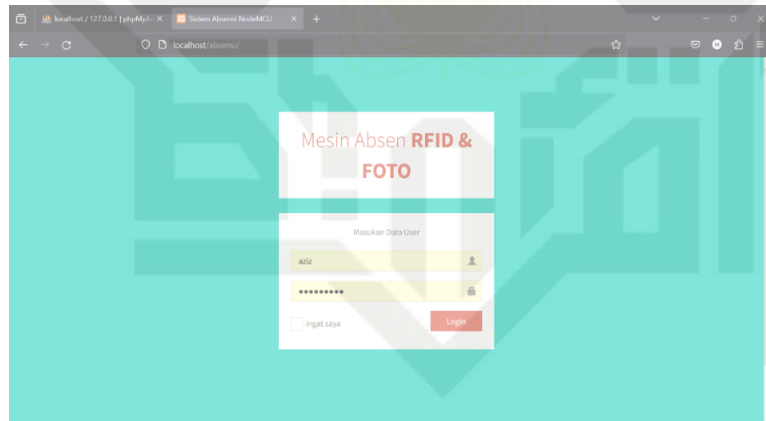 localhost / 127.0.0.1 | phpMyAd
Sistem Absensi NodeMCU
localhost/absensi/
Mesin Absen RFID &
FOTO
Masukan Data User
aziz
●●●●●●●●●
ingat saya
Login